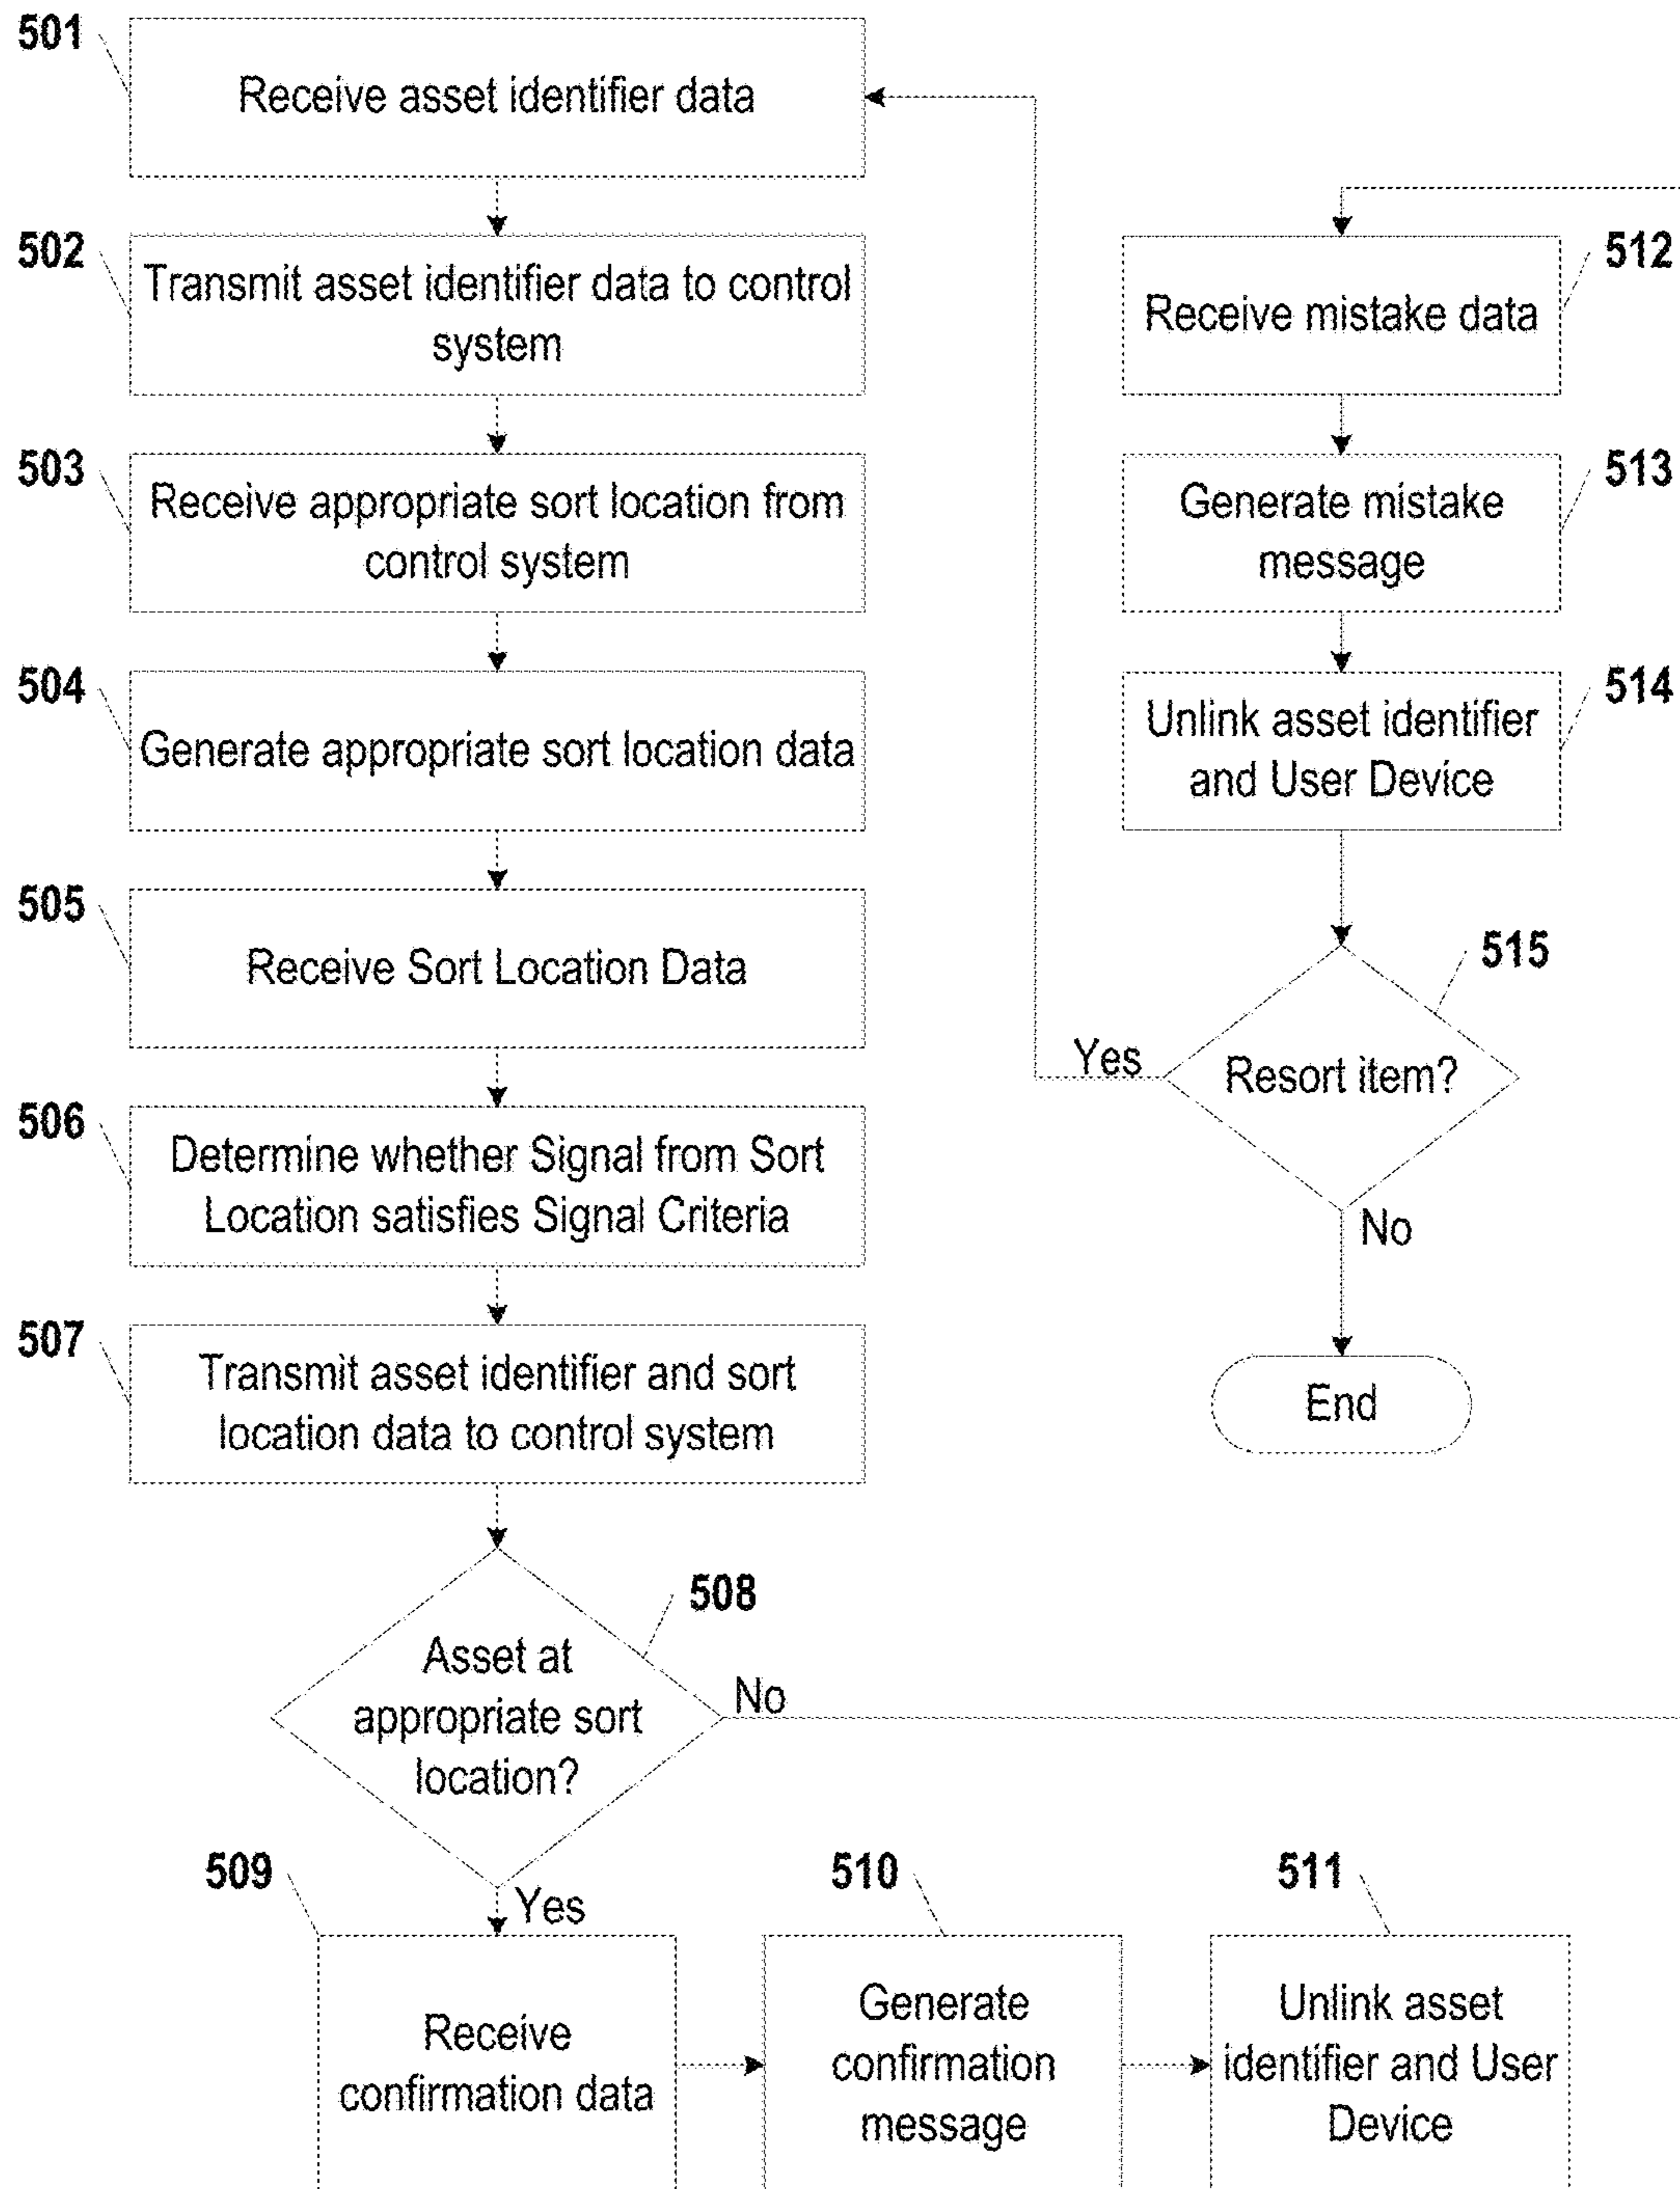 501
Receive asset identifier data
502
Transmit asset identifier data to control
system
503
Receive appropriate sort location from
control system
504
Generate appropriate sort location data
505
Receive Sort Location Data
506
Determine whether Signal from Sort
Location satisfies Signal Criteria
507
Transmit asset identifier and sort
location data to control system
508
Asset at
appropriate sort
location?
No
Yes
509
Receive
confirmation data
510
Generate
confirmation
message
511
Unlink asset
identifier and User
Device
512
Receive mistake data
513
Generate mistake
message
514
Unlink asset identifier
and User Device
515
Resort item?
Yes
No
End